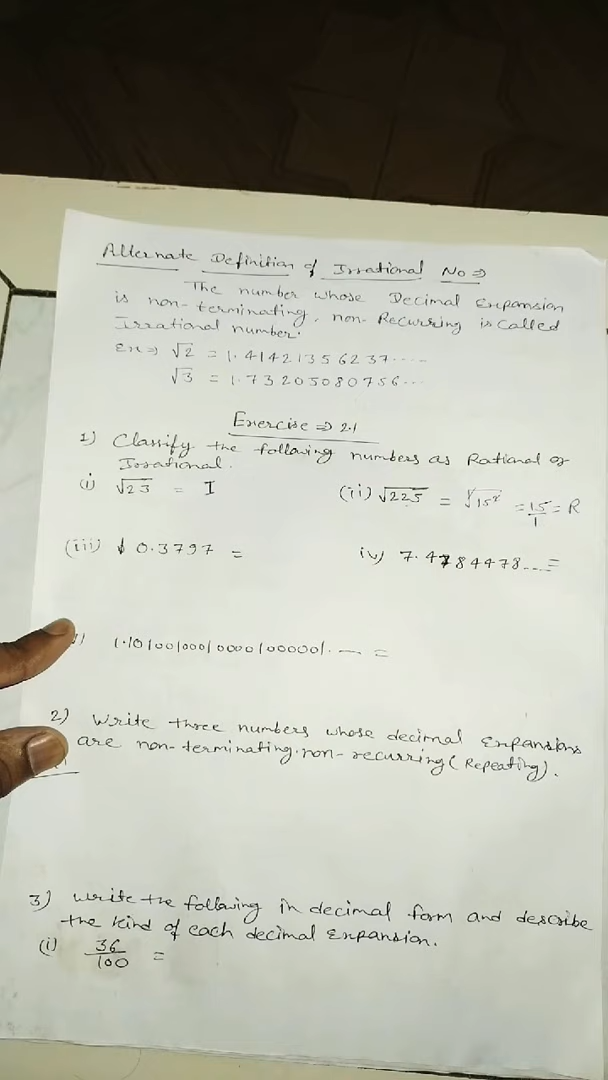 Alternate Definition of Irrational No ⇒
The number whose Decimal Expansion
is non-terminating, non-Recurring is called
Irrational number.
Ex ⇒ √2 = 1.41421356237.....
√3 = 1.73205080756...
Exercise ⇒ 2.1
1) Classify the following numbers as Rational or
Irrational.
(i) √23 = I (ii) √225 = √15² = 15/1 = R
(iii) 0.3797 = iv) 7.4784478.... =
1.101001000100001000001. — =
2) Write three numbers whose decimal expansions
are non-terminating non-recurring (Repeating).
3) write the following in decimal form and describe
the kind of each decimal expansion.
(i) 36/100 =